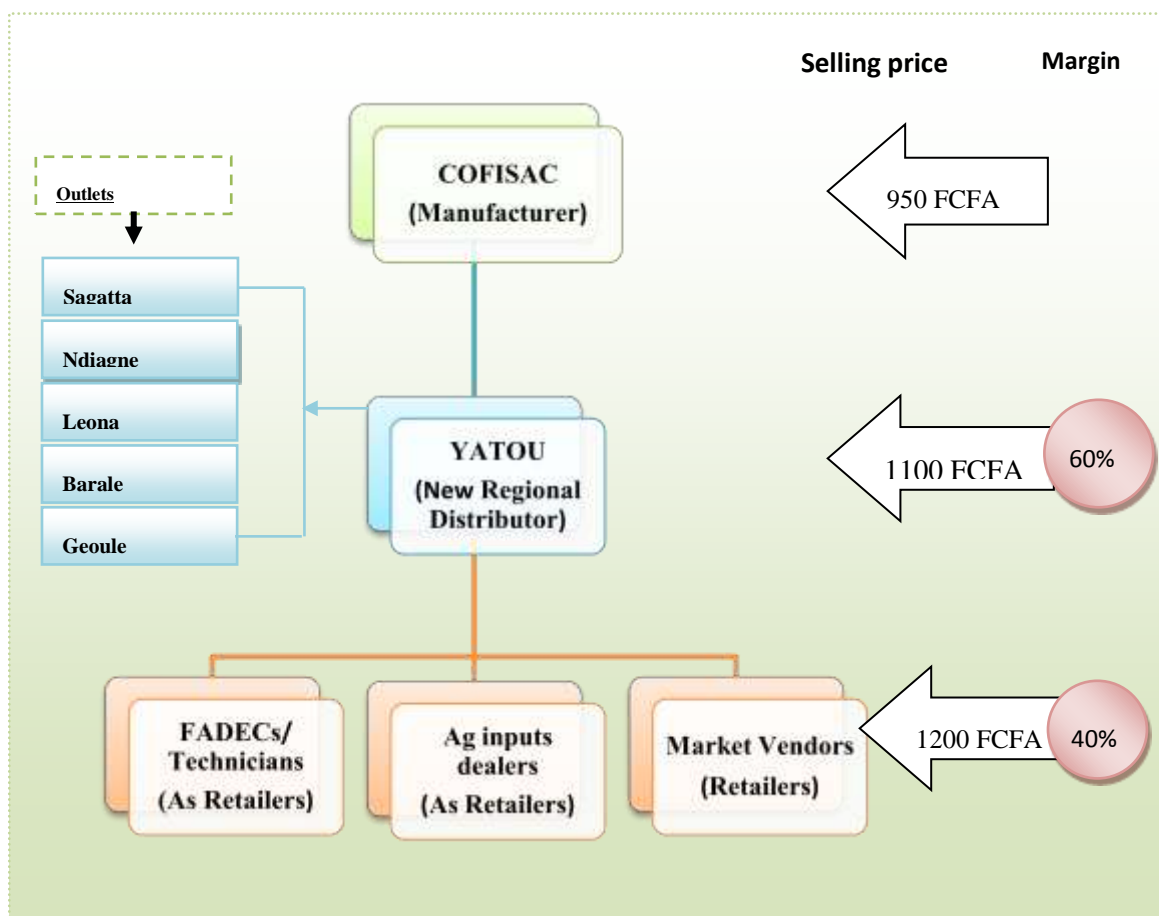 Selling price Margin
COFISAC
(Manufacturer)
950 FCFA
Outlets
Sagatta
Ndiagne
Leona
Barale
Geoule
YATOU
(New Regional
Distributor)
1100 FCFA
60%
FADECs/
Technicians
(As Retailers)
Ag inputs
dealers
(As Retailers)
Market Vendors
(Retailers)
1200 FCFA
40%